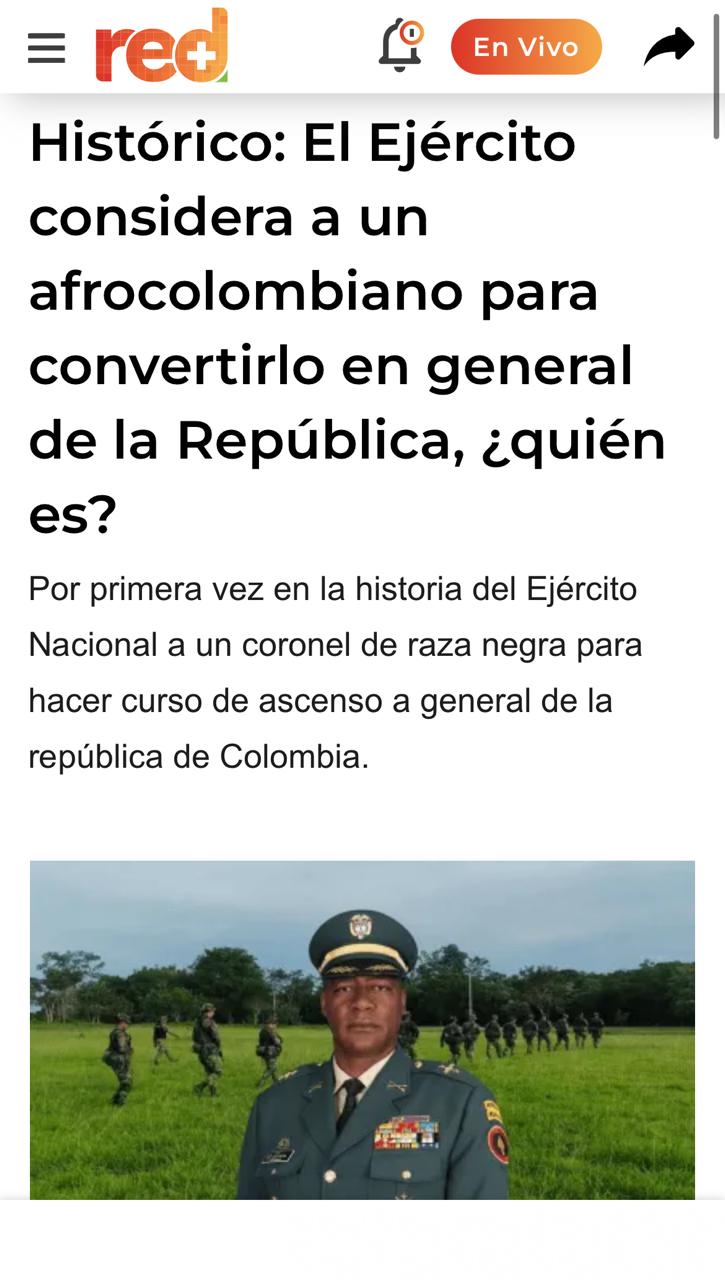 red+
En Vivo
Histórico: El Ejército
considera a un
afrocolombiano para
convertirlo en general
de la República, ¿quién
es?
Por primera vez en la historia del Ejército
Nacional a un coronel de raza negra para
hacer curso de ascenso a general de la
república de Colombia.